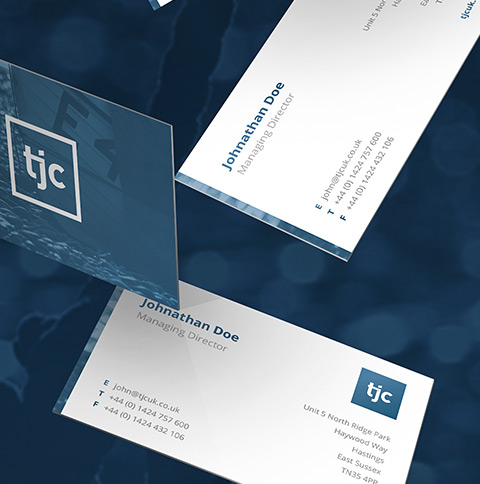 Unit 5 Nort
Ha
Ea
tjcuk.
Johnathan Doe
Managing Director
E john@tjcuk.co.uk
T +44 (0) 1424 757 600
F +44 (0) 1424 432 106
tjc
Johnathan Doe
Managing Director
E john@tjcuk.co.uk
T +44 (0) 1424 757 600
F +44 (0) 1424 432 106
tjc
Unit 5 North Ridge Park
Haywood Way
Hastings
East Sussex
TN35 4PP